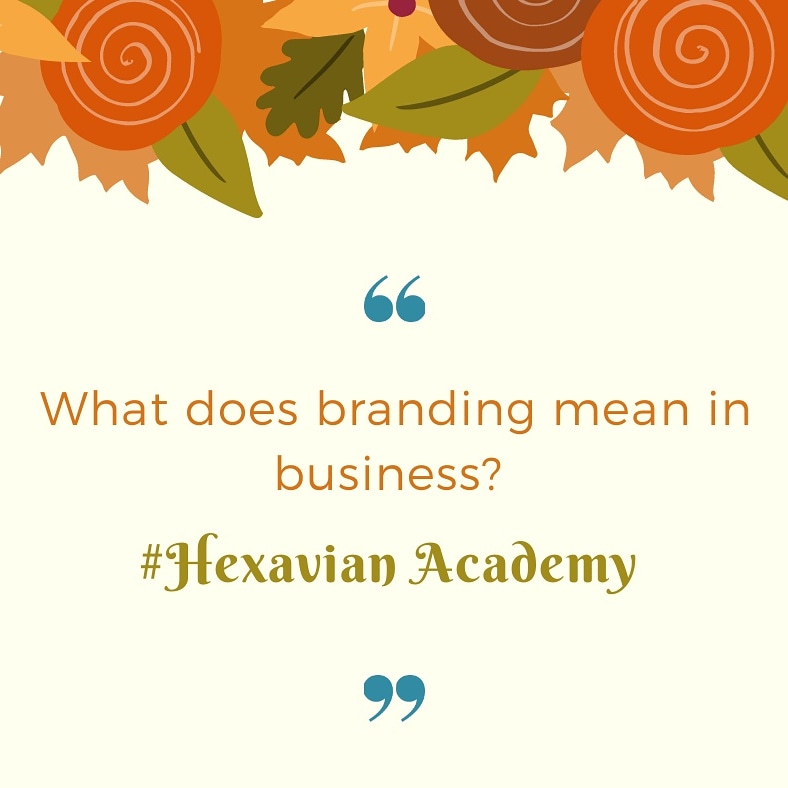 “
What does branding mean in
business?
#Hexavian Academy
”